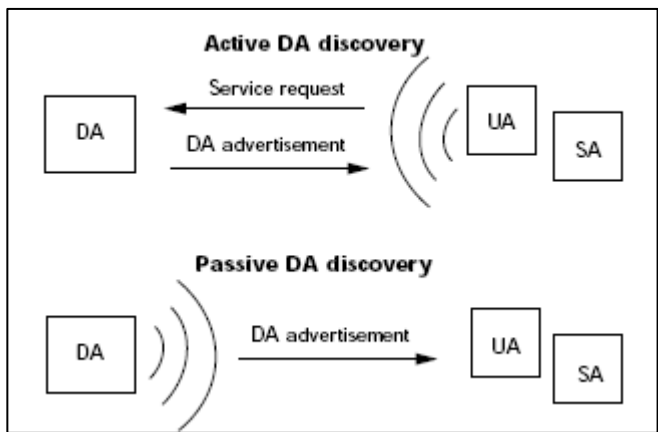 Active DA discovery
Service request
DA
UA
DA advertisement
SA
Passive DA discovery
DA
DA advertisement
UA
SA